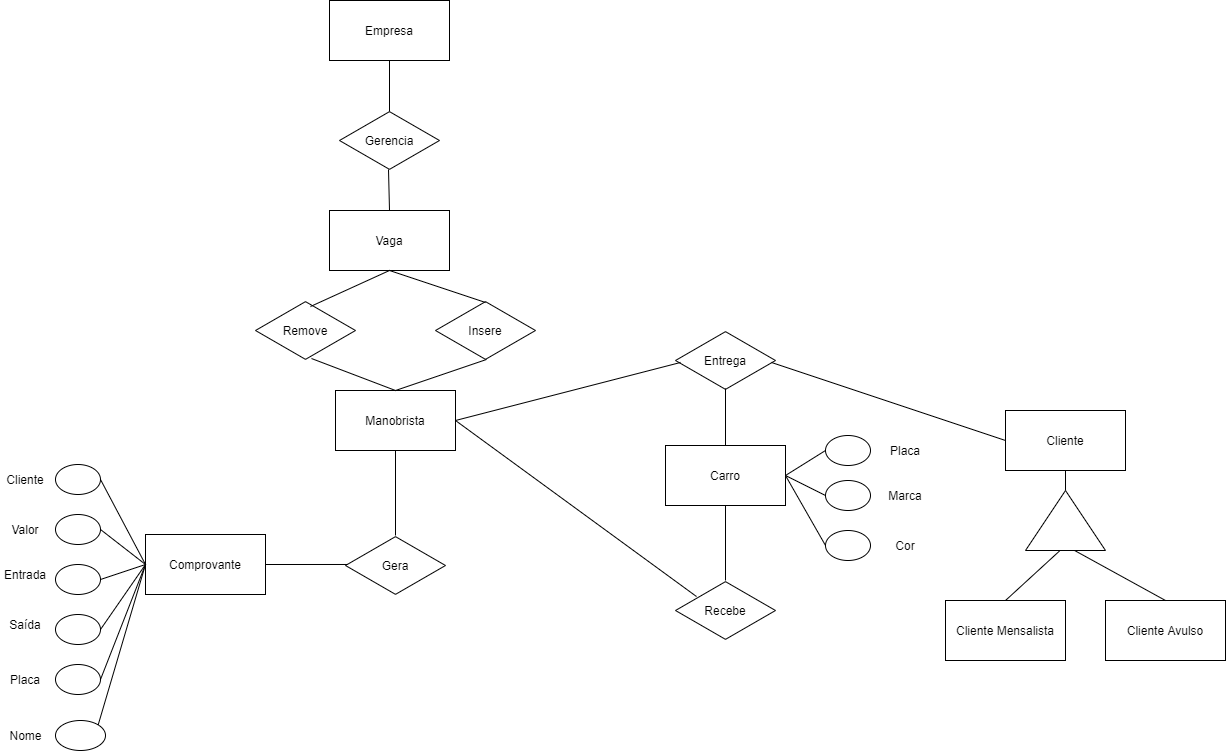 Empresa
Gerencia
Vaga
Remove
Insere
Entrega
Manobrista
Cliente
Placa
Carro
Cliente
Marca
Valor
Cor
Comprovante
Gera
Entrada
Recebe
Saída
Cliente Mensalista
Cliente Avulso
Placa
Nome